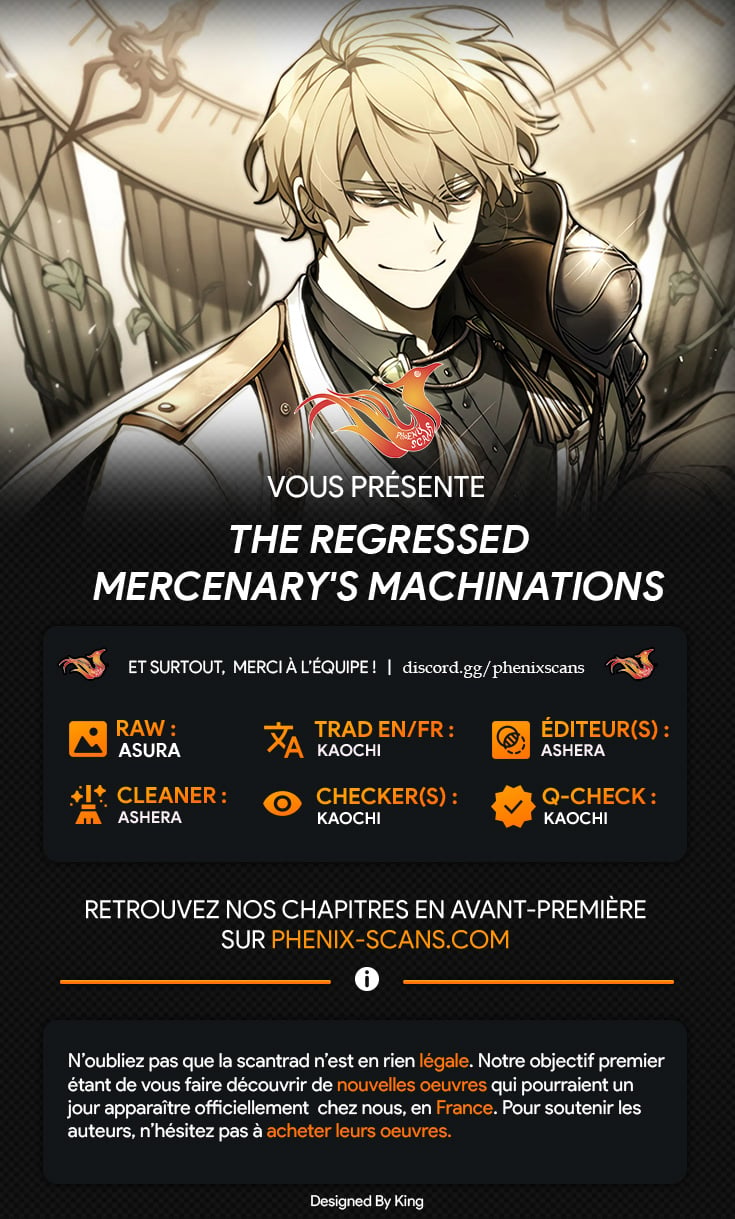 PHOENIX
SCANS
VOUS PRÉSENTE
THE REGRESSED
MERCENARY'S MACHINATIONS
ET SURTOUT, MERCI À L'ÉQUIPE ! | discord.gg/phenixscans
RAW :
ASURA
TRAD EN/FR :
KAOCHI
ÉDITEUR(S) :
ASHERA
CLEANER :
ASHERA
CHECKER(S) :
KAOCHI
Q-CHECK :
KAOCHI
RETROUVEZ NOS CHAPITRES EN AVANT-PREMIÈRE
SUR PHENIX-SCANS.COM
N'oubliez pas que la scantrad n'est en rien légale. Notre objectif premier
étant de vous faire découvrir de nouvelles oeuvres qui pourraient un
jour apparaître officiellement chez nous, en France. Pour soutenir les
auteurs, n'hésitez pas à acheter leurs oeuvres.
Designed By King